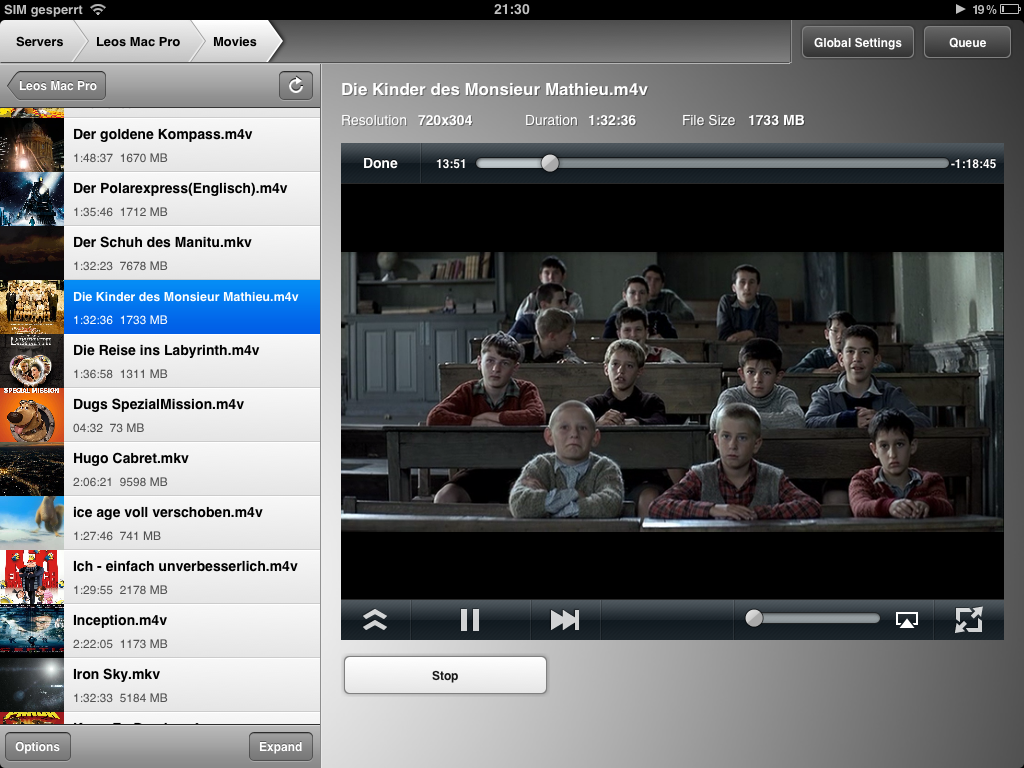 SIM gesperrt 21:30 19%
Servers Leos Mac Pro Movies Global Settings Queue
Leos Mac Pro
Die Kinder des Monsieur Mathieu.m4v
Resolution 720x304 Duration 1:32:36 File Size 1733 MB
Done 13:51 -1:18:45
Der goldene Kompass.m4v
1:48:37 1670 MB
Der Polarexpress(Englisch).m4v
1:35:46 1712 MB
Der Schuh des Manitu.mkv
1:32:23 7678 MB
Die Kinder des Monsieur Mathieu.m4v
1:32:36 1733 MB
LABYRINTH
Die Reise ins Labyrinth.m4v
1:36:58 1311 MB
SPECIAL MISSION
Dugs SpezialMission.m4v
04:32 73 MB
Hugo Cabret.mkv
2:06:21 9598 MB
ice age voll verschoben.m4v
1:27:46 741 MB
Ich - einfach unverbesserlich.m4v
1:29:55 2178 MB
Inception.m4v
2:22:05 1173 MB
Iron Sky.mkv
1:32:33 5184 MB
Stop
Options Expand